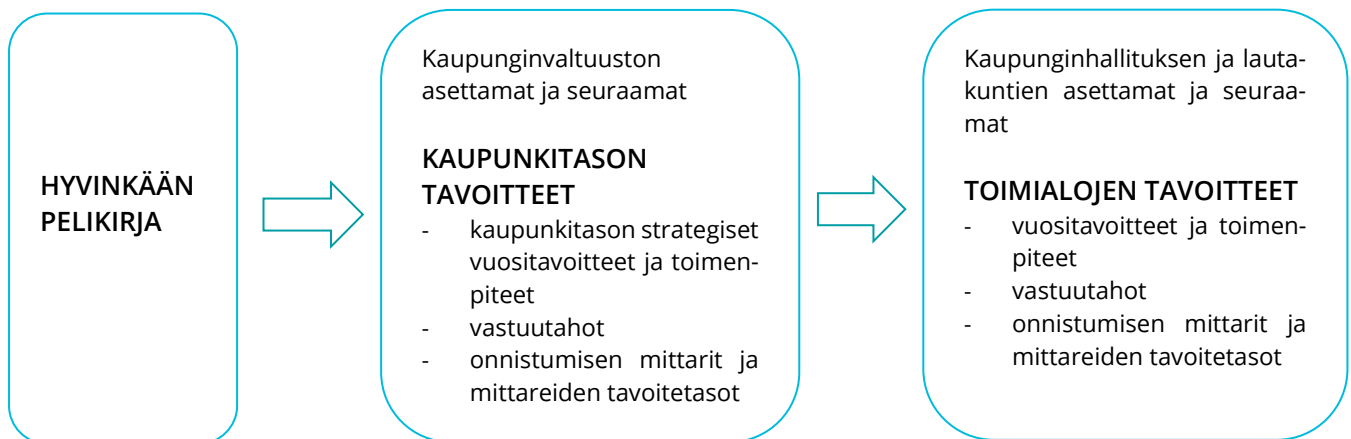 HYVINKÄÄN
PELIKIRJA
Kaupunginvaltuuston
asettamat ja seuraamat
KAUPUNKITASON
TAVOITTEET
- kaupunkitason strategiset
vuositavoitteet ja toimen-
piteet
- vastuutahot
- onnistumisen mittarit ja
mittareiden tavoitetasot
Kaupunginhallituksen ja lauta-
kuntien asettamat ja seuraa-
mat
TOIMIALOJEN TAVOITTEET
- vuositavoitteet ja toimen-
piteet
- vastuutahot
- onnistumisen mittarit ja
mittareiden tavoitetasot